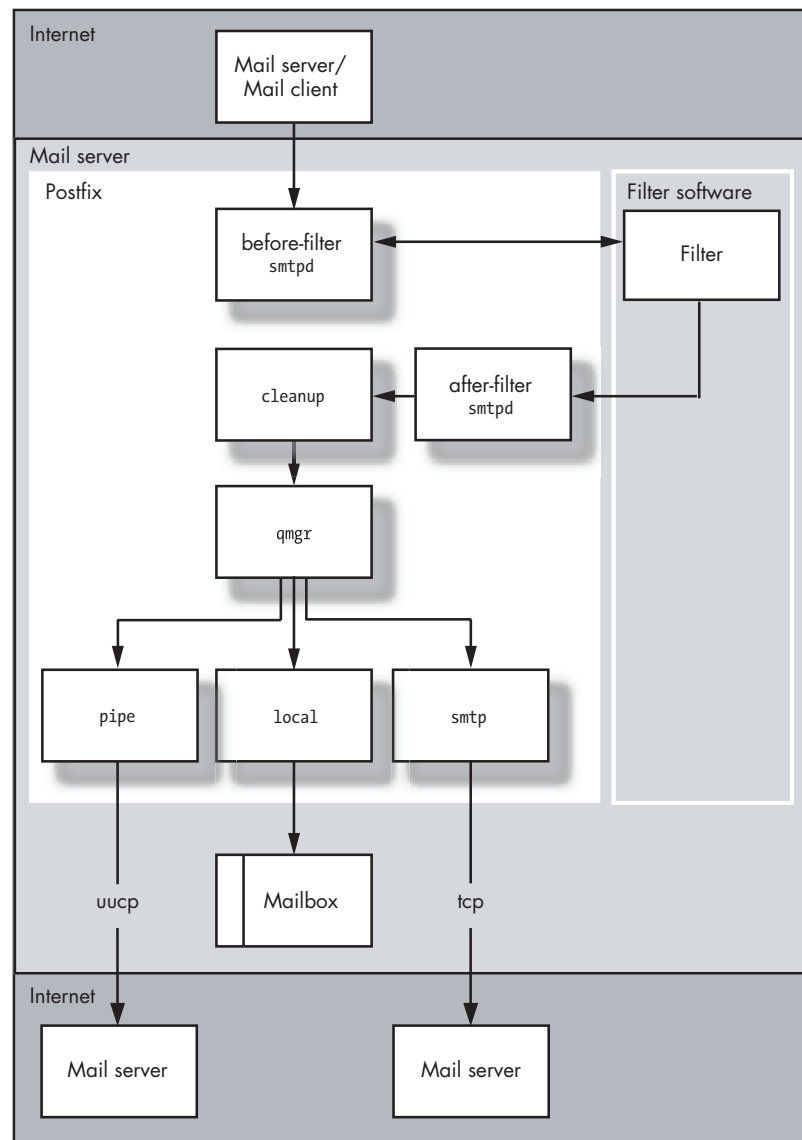 Internet
Mail server/
Mail client
Mail server
Postfix
Filter software
before-filter
smtpd
Filter
cleanup
after-filter
smtpd
qmgr
pipe
local
smtp
uucp
Mailbox
tcp
Internet
Mail server
Mail server